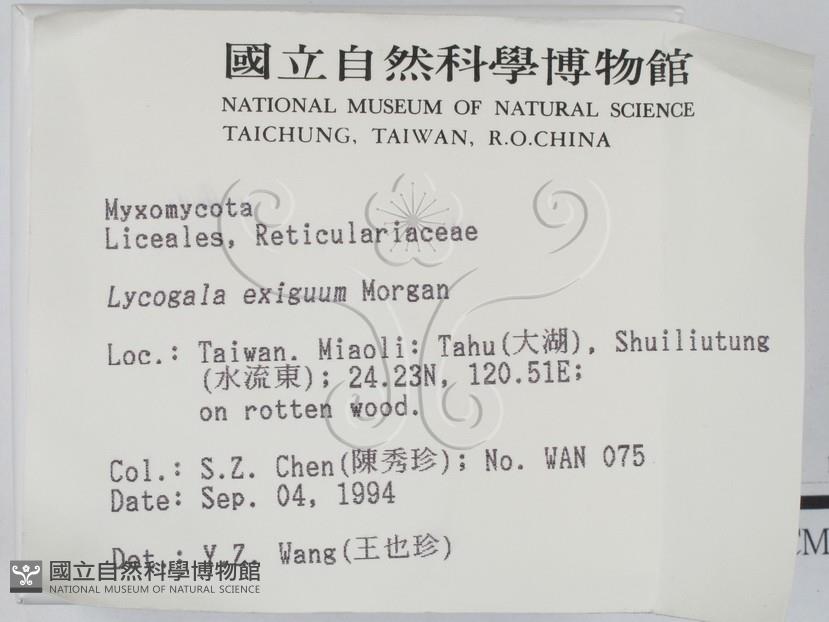 國立自然科學博物館
NATIONAL MUSEUM OF NATURAL SCIENCE
TAICHUNG, TAIWAN, R.O.CHINA
Myxomycota
Liceales, Reticulariaceae
Lycogala exiguum Morgan
Loc.: Taiwan. Miaoli: Tahu(大湖), Shuiliutung
(水流東); 24.23N, 120.51E;
on rotten wood.
Col.: S.Z. Chen(陳秀珍); No. WAN 075
Date: Sep. 04, 1994
Det.: Y.Z. Wang(王也珍)
CM
國立自然科學博物館
NATIONAL MUSEUM OF NATURAL SCIENCE